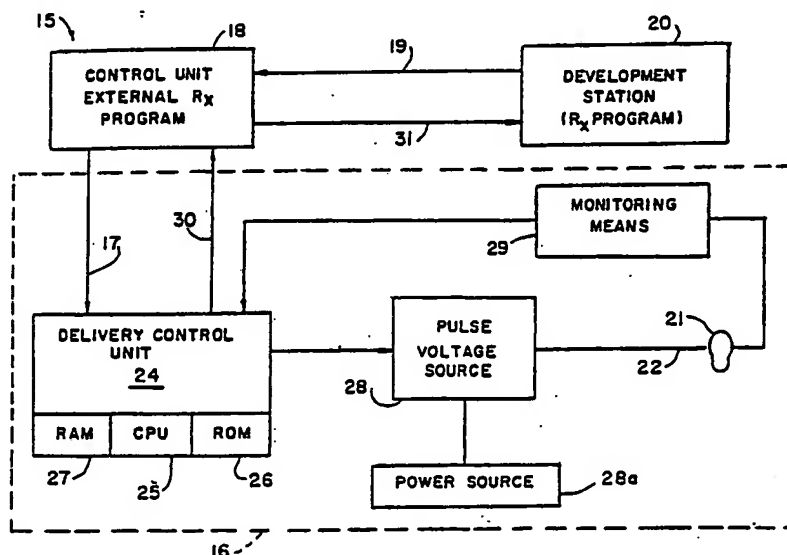 15
18
CONTROL UNIT
EXTERNAL Rx
PROGRAM
19
31
20
DEVELOPMENT
STATION
(Rx PROGRAM)
17
30
MONITORING
MEANS
29
DELIVERY CONTROL
UNIT
24
RAM
CPU
ROM
27
25
26
PULSE
VOLTAGE
SOURCE
28
21
22
POWER SOURCE
28a
16